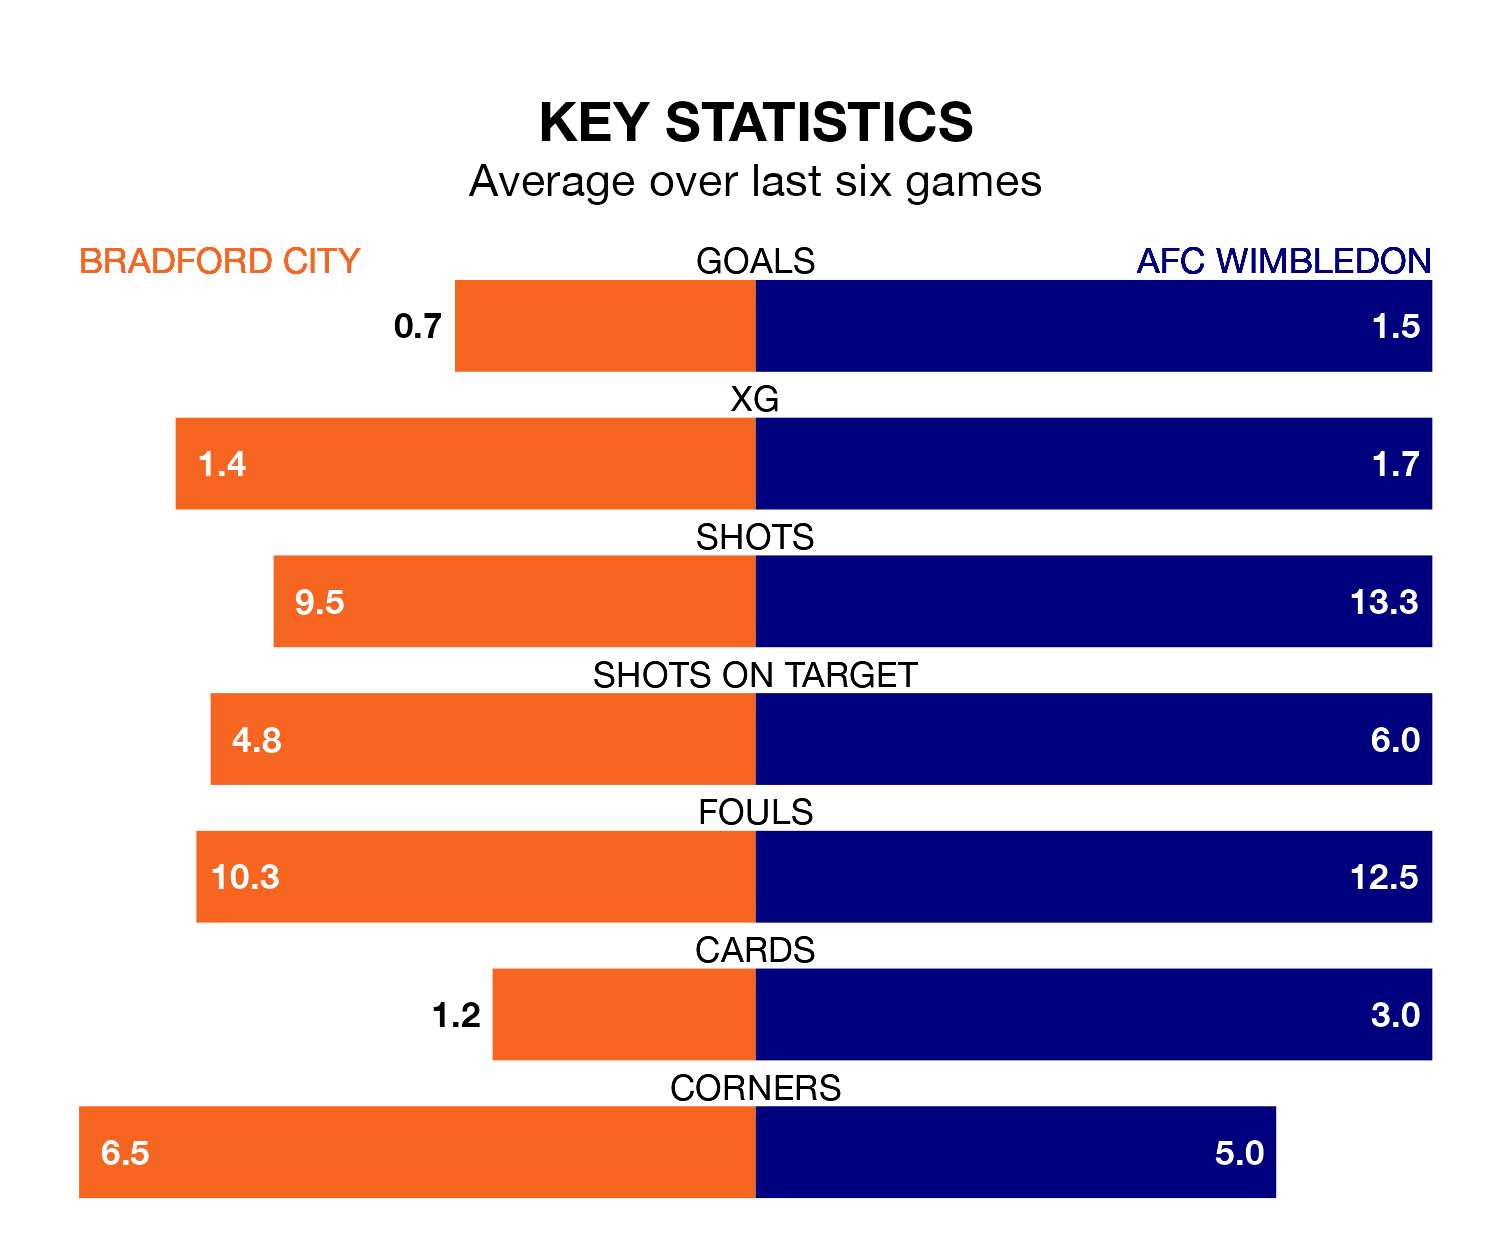 KEY STATISTICS
Average over last six games
BRADFORD CITY GOALS AFC WIMBLEDON
0.7 1.5
XG
1.4 1.7
SHOTS
9.5 13.3
SHOTS ON TARGET
4.8 6.0
FOULS
10.3 12.5
CARDS
1.2 3.0
CORNERS
6.5 5.0